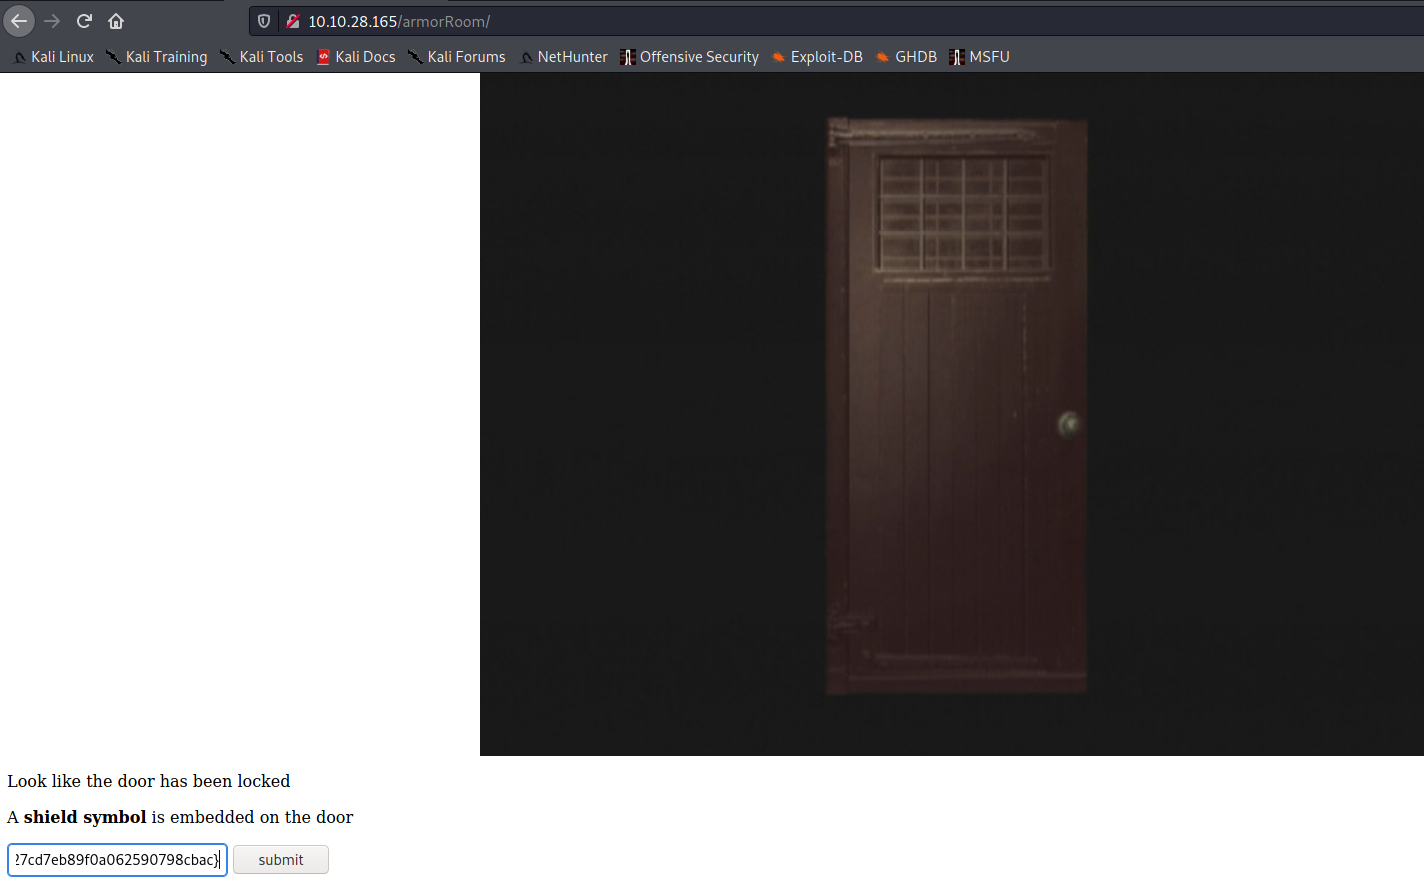 10.10.28.165/armorRoom/
Kali Linux Kali Training Kali Tools Kali Docs Kali Forums NetHunter Offensive Security Exploit-DB GHDB MSFU
Look like the door has been locked
A shield symbol is embedded on the door
27cd7eb89f0a062590798cbac} submit